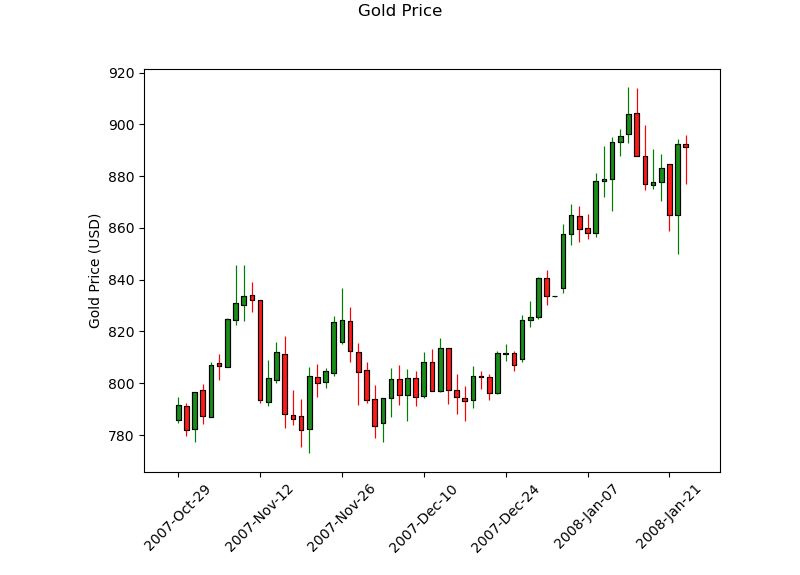 Gold Price
920
900
880
860
840
820
800
780
Gold Price (USD)
2007-Oct-29
2007-Nov-12
2007-Nov-26
2007-Dec-10
2007-Dec-24
2008-Jan-07
2008-Jan-21